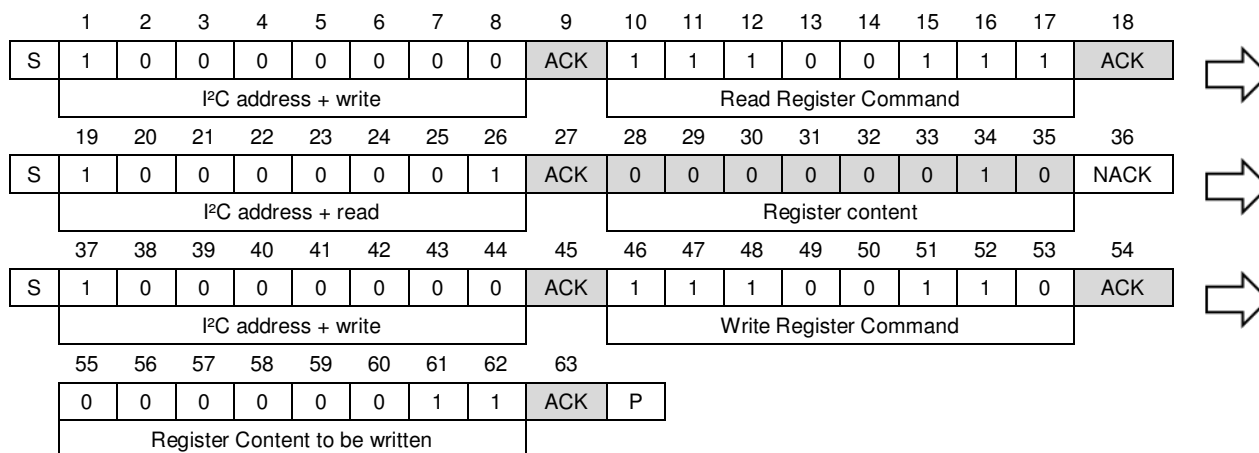 1 2 3 4 5 6 7 8 9 10 11 12 13 14 15 16 17 18
S 1 0 0 0 0 0 0 0 ACK 1 1 1 0 0 1 1 1 ACK
I²C address + write Read Register Command
19 20 21 22 23 24 25 26 27 28 29 30 31 32 33 34 35 36
S 1 0 0 0 0 0 0 1 ACK 0 0 0 0 0 0 1 0 NACK
I²C address + read Register content
37 38 39 40 41 42 43 44 45 46 47 48 49 50 51 52 53 54
S 1 0 0 0 0 0 0 0 ACK 1 1 1 0 0 1 1 0 ACK
I²C address + write Write Register Command
55 56 57 58 59 60 61 62 63
0 0 0 0 0 0 1 1 ACK P
Register Content to be written